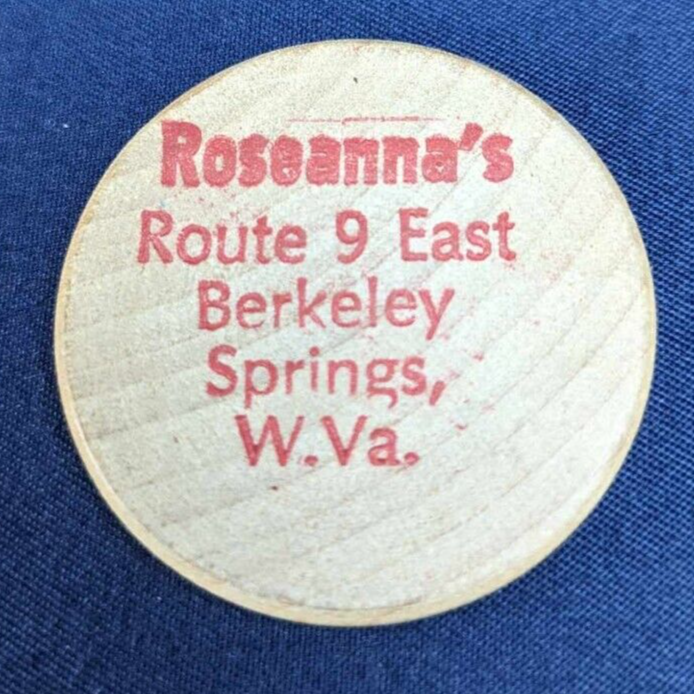 Roseanna's
Route 9 East
Berkeley
Springs,
W.Va.